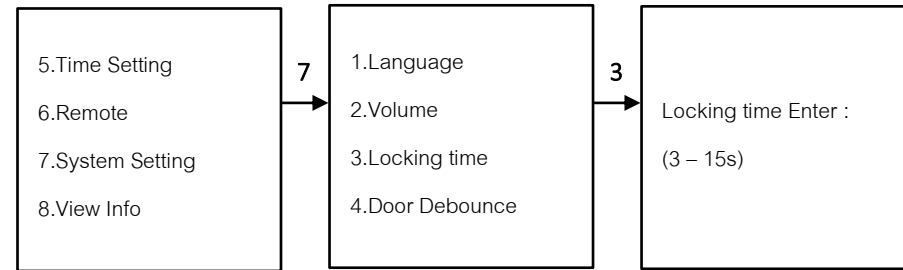 5.Time Setting
6.Remote
7.System Setting
8.View Info
7
1.Language
2.Volume
3.Locking time
4.Door Debounce
3
Locking time Enter :
(3 – 15s)